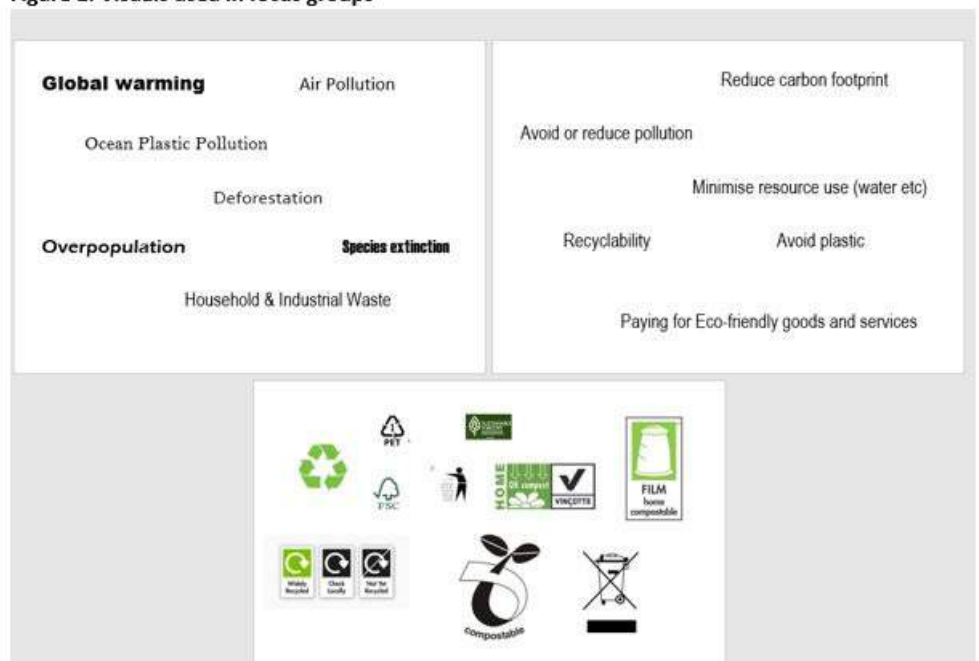 Global warming
Air Pollution
Ocean Plastic Pollution
Deforestation
Overpopulation
Species extinction
Household & Industrial Waste
Reduce carbon footprint
Avoid or reduce pollution
Minimise resource use (water etc)
Recyclability
Avoid plastic
Paying for Eco-friendly goods and services
1
PET
FSC
HOME
OK compost
VINÇOTTE
FILM
home
compostable
Widely
Recycled
Check
Locally
Not Yet
Recycled
compostable